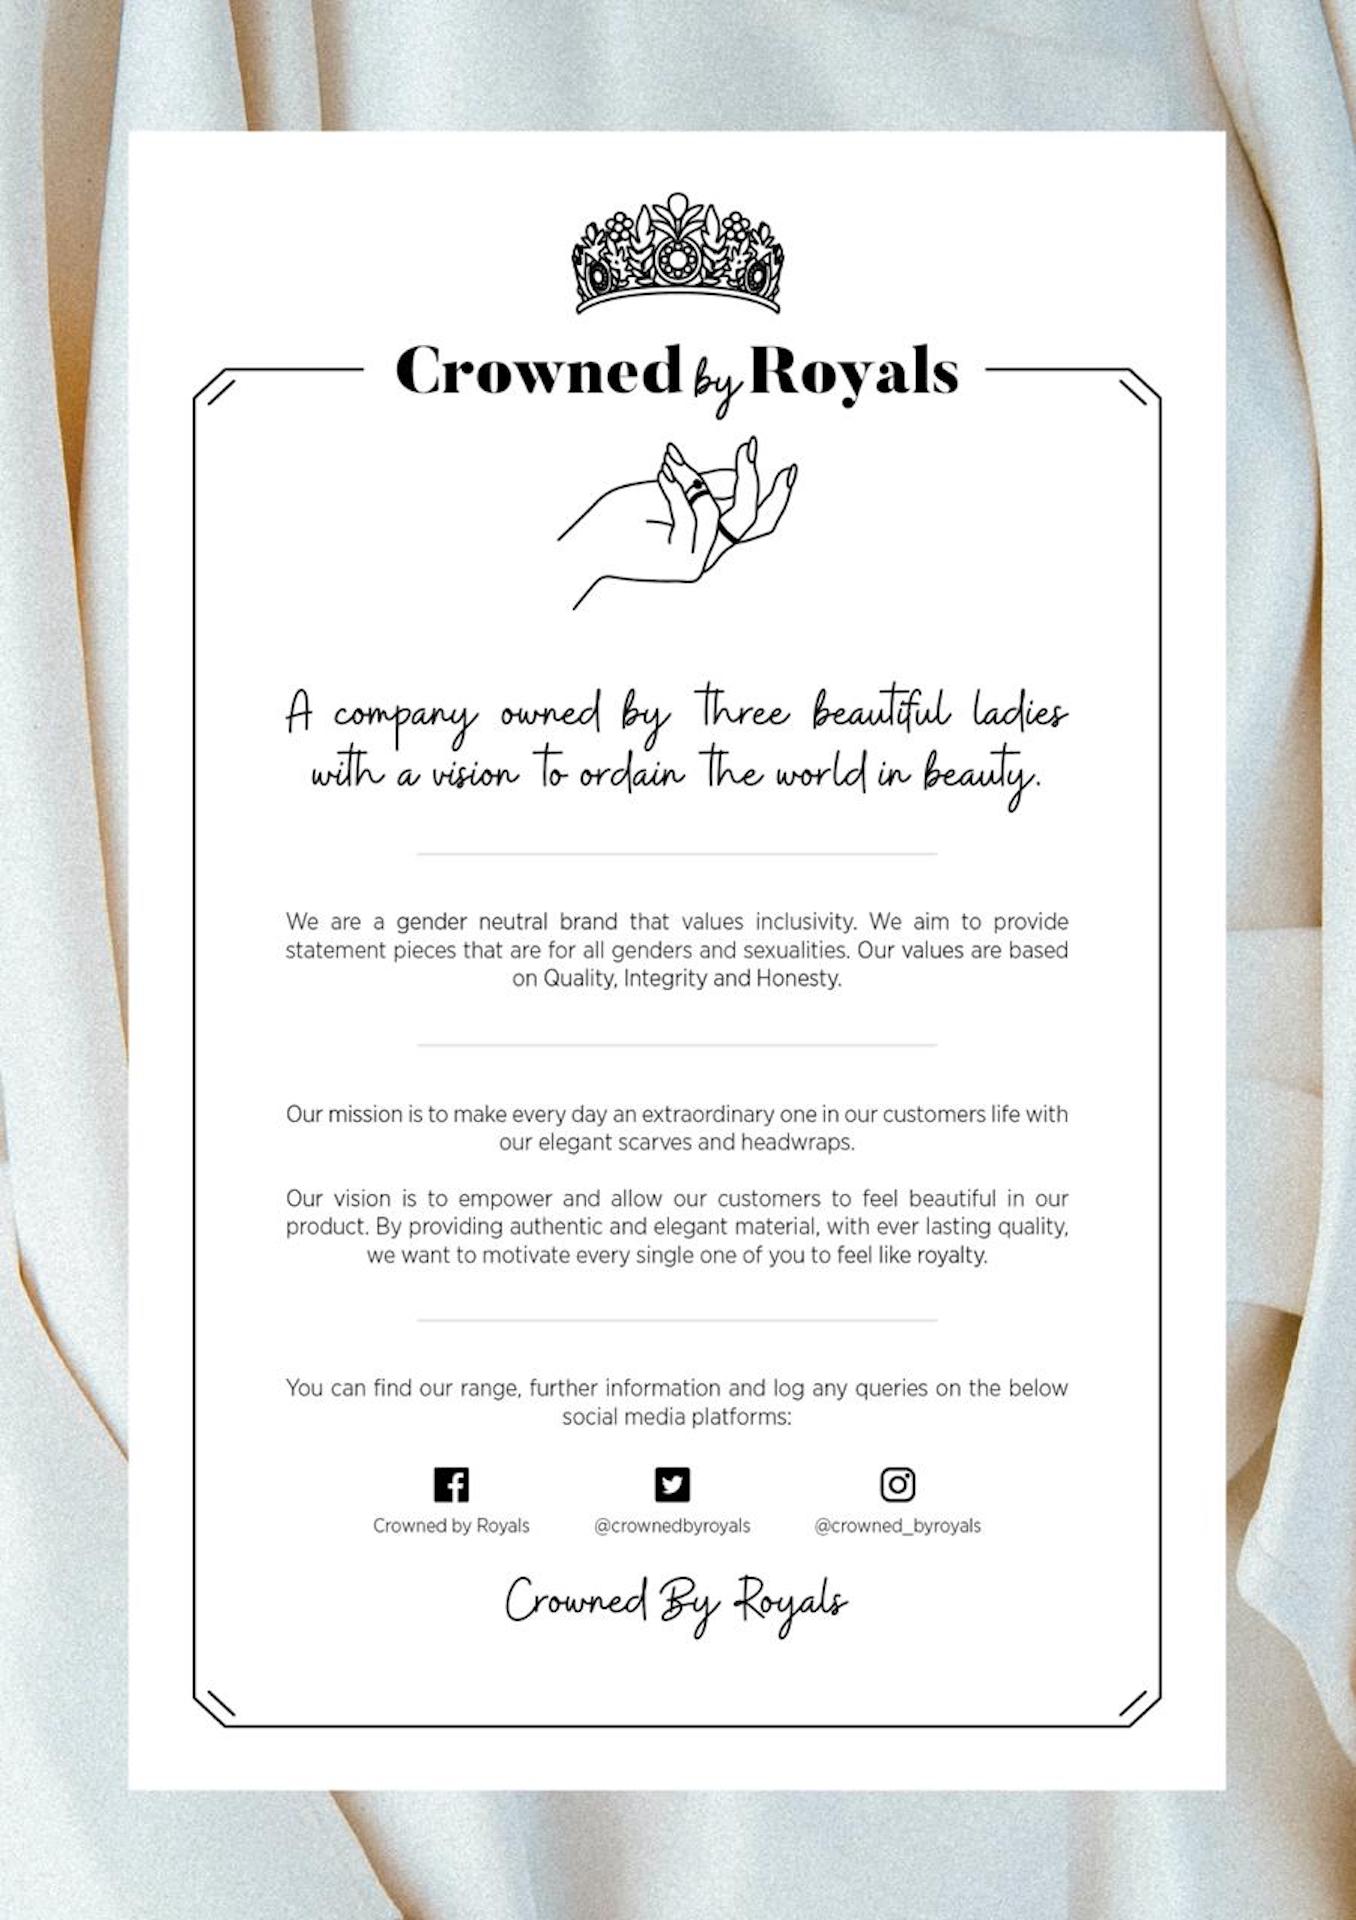 Crowned by Royals
A company owned by three beautiful ladies
with a vision to ordain the world in beauty.
We are a gender neutral brand that values inclusivity. We aim to provide
statement pieces that are for all genders and sexualities. Our values are based
on Quality, Integrity and Honesty.
Our mission is to make every day an extraordinary one in our customers life with
our elegant scarves and headwraps.
Our vision is to empower and allow our customers to feel beautiful in our
product. By providing authentic and elegant material, with ever lasting quality,
we want to motivate every single one of you to feel like royalty.
You can find our range, further information and log any queries on the below
social media platforms:
Crowned by Royals @crownedbyroyals @crowned_byroyals
Crowned By Royals